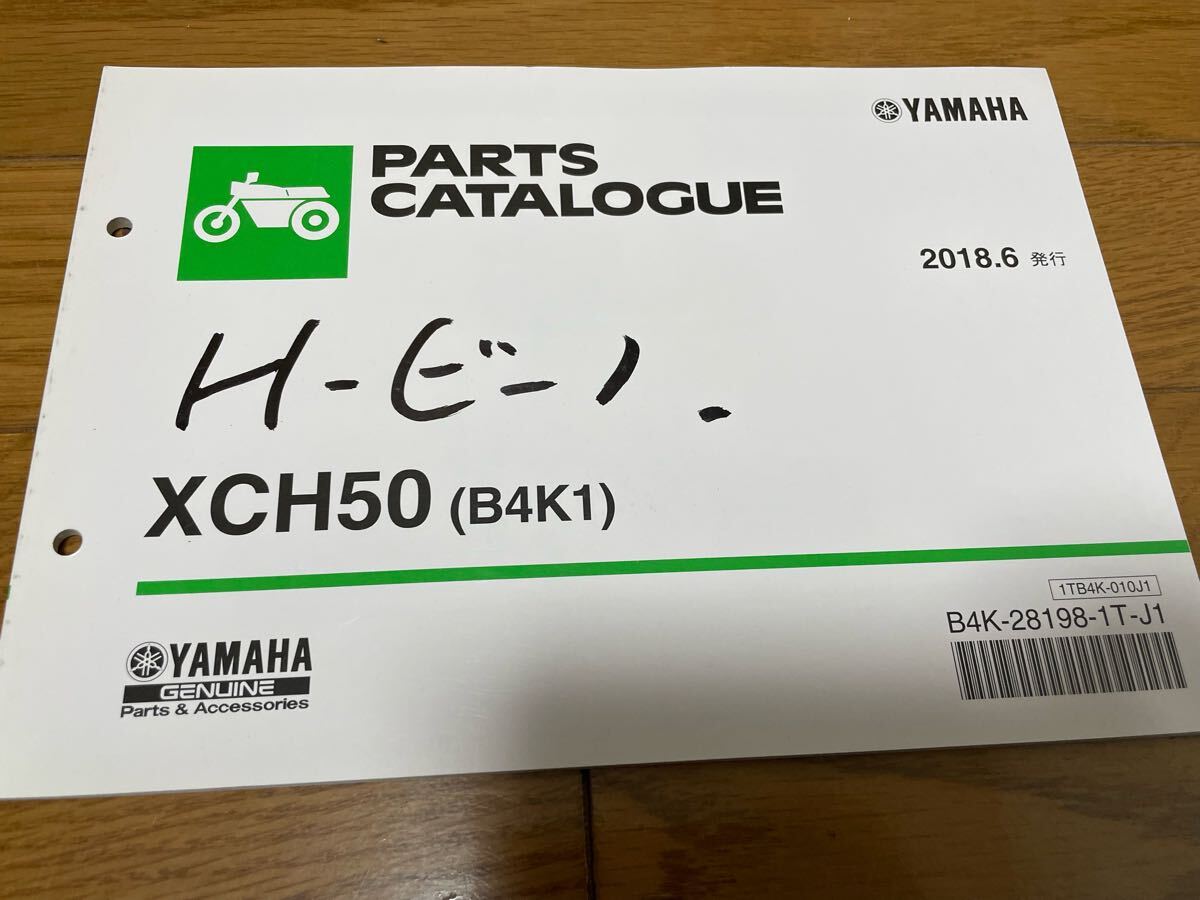 YAMAHA
PARTS
CATALOGUE
2018.6 発行
H-ビーノ.
XCH50 (B4K1)
1TB4K-010J1
B4K-28198-1T-J1
YAMAHA
GENUINE
Parts & Accessories